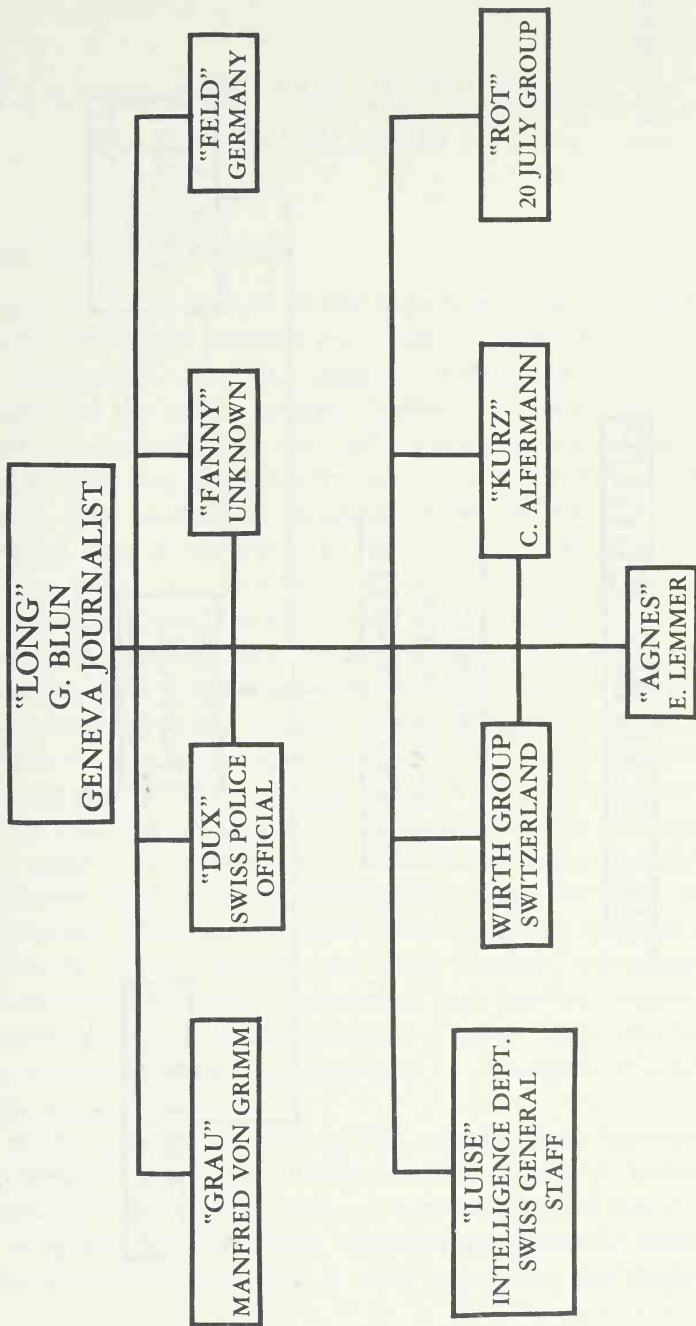 "LONG"
G. BLUN
GENEVA JOURNALIST
"GRAU"
MANFRED VON GRIMM
"DUX"
SWISS POLICE
OFFICIAL
"FANNY"
UNKNOWN
"FELD"
GERMANY
"LUISE"
INTELLIGENCE DEPT.
SWISS GENERAL
STAFF
WIRTH GROUP
SWITZERLAND
"KURZ"
C. ALFERMANN
"ROT"
20 JULY GROUP
"AGNES"
E. LEMMER